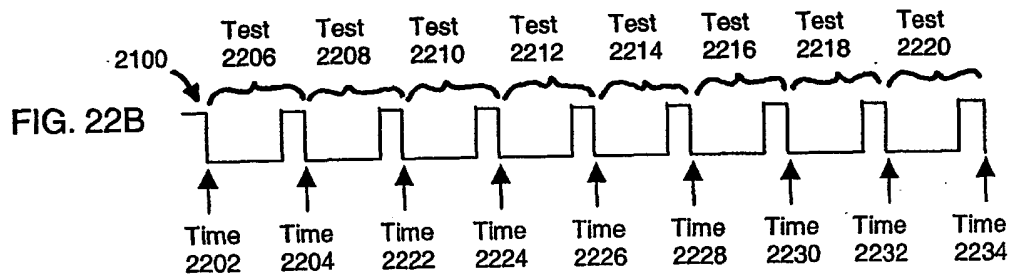 Test Test Test Test Test Test Test Test
2206 2208 2210 2212 2214 2216 2218 2220
2100
FIG. 22B
Time Time Time Time Time Time Time Time Time
2202 2204 2222 2224 2226 2228 2230 2232 2234